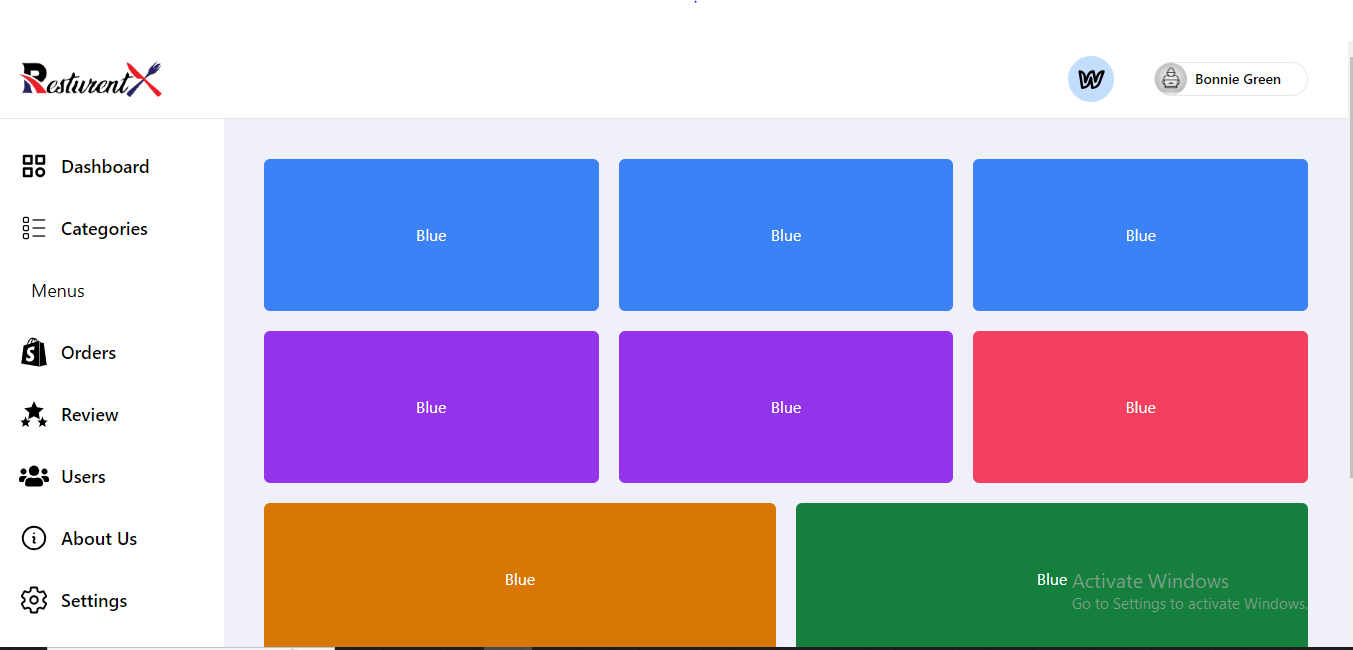 ResturentX
W
Bonnie Green
Dashboard
Categories
Menus
Orders
Review
Users
About Us
Settings
Blue
Blue
Blue
Blue
Blue
Blue
Blue
Blue
Activate Windows
Go to Settings to activate Windows.